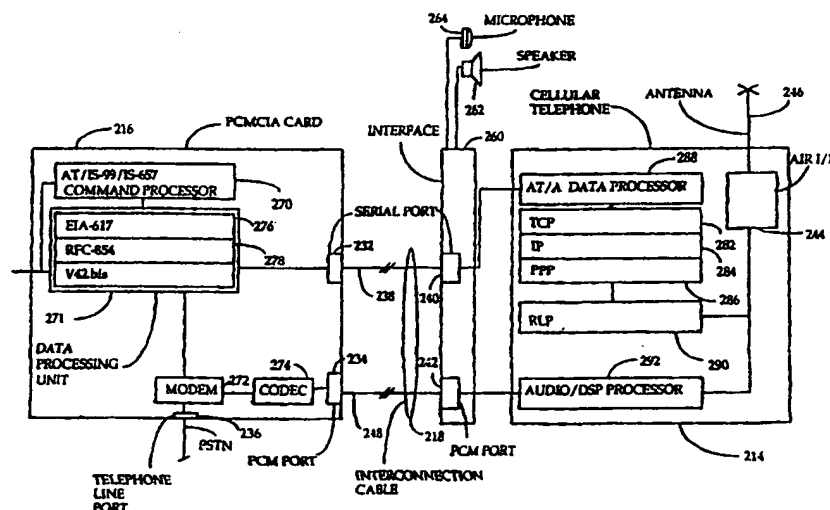 264
MICROPHONE
SPEAKER
262
246
ANTENNA
CELLULAR
TELEPHONE
216
PCMCIA CARD
INTERFACE
260
288
AIR I/F
AT/IS-99/IS-657
COMMAND PROCESSOR
270
AT/A DATA PROCESSOR
EIA-617
276
SERIAL PORT
TCP
282
244
RFC-854
278
232
IP
284
V42.bis
238
240
PPP
286
271
RLP
290
DATA
PROCESSING
UNIT
234
242
292
MODEM
272
274
CODEC
AUDIO/DSP PROCESSOR
236
248
218
PCM PORT
PSTN
PCM PORT
214
TELEPHONE
LINE
PORT
INTERCONNECTION
CABLE